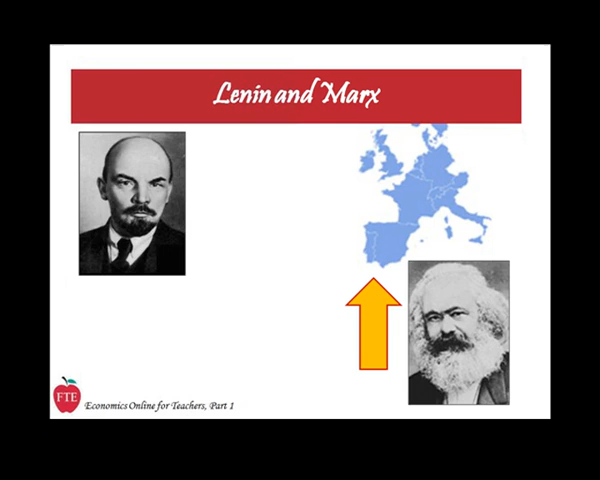 Lenin and Marx
FTE
Economics Online for Teachers, Part 1